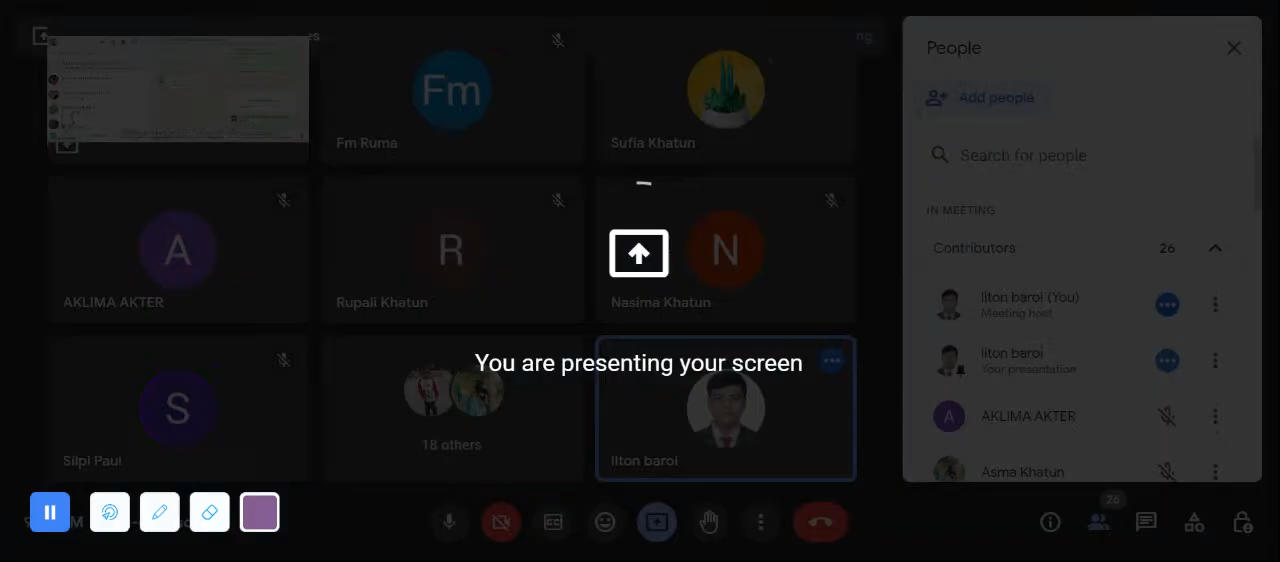 es
ng
Fm
Fm Ruma
Sufia Khatun
A
AKLIMA AKTER
R
Rupali Khatun
N
Nasima Khatun
You are presenting your screen
S
Silpi Paul
18 others
liton baroi
People
Add people
Search for people
IN MEETING
Contributors 26
liton baroi (You)
Meeting host
liton baroi
Your presentation
A
AKLIMA AKTER
Asma Khatun
26
M